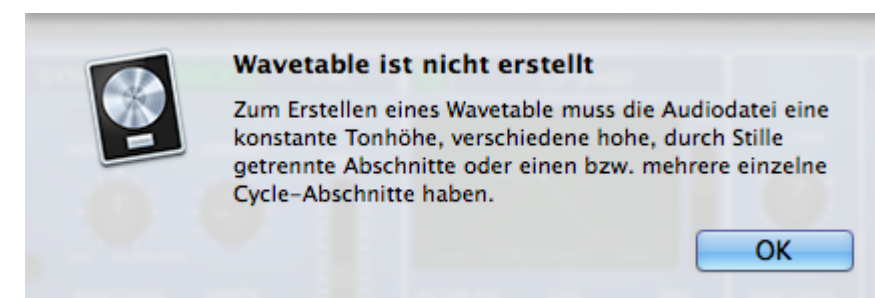 Wavetable ist nicht erstellt
Zum Erstellen eines Wavetable muss die Audiodatei eine
konstante Tonhöhe, verschiedene hohe, durch Stille
getrennte Abschnitte oder einen bzw. mehrere einzelne
Cycle-Abschnitte haben.
OK